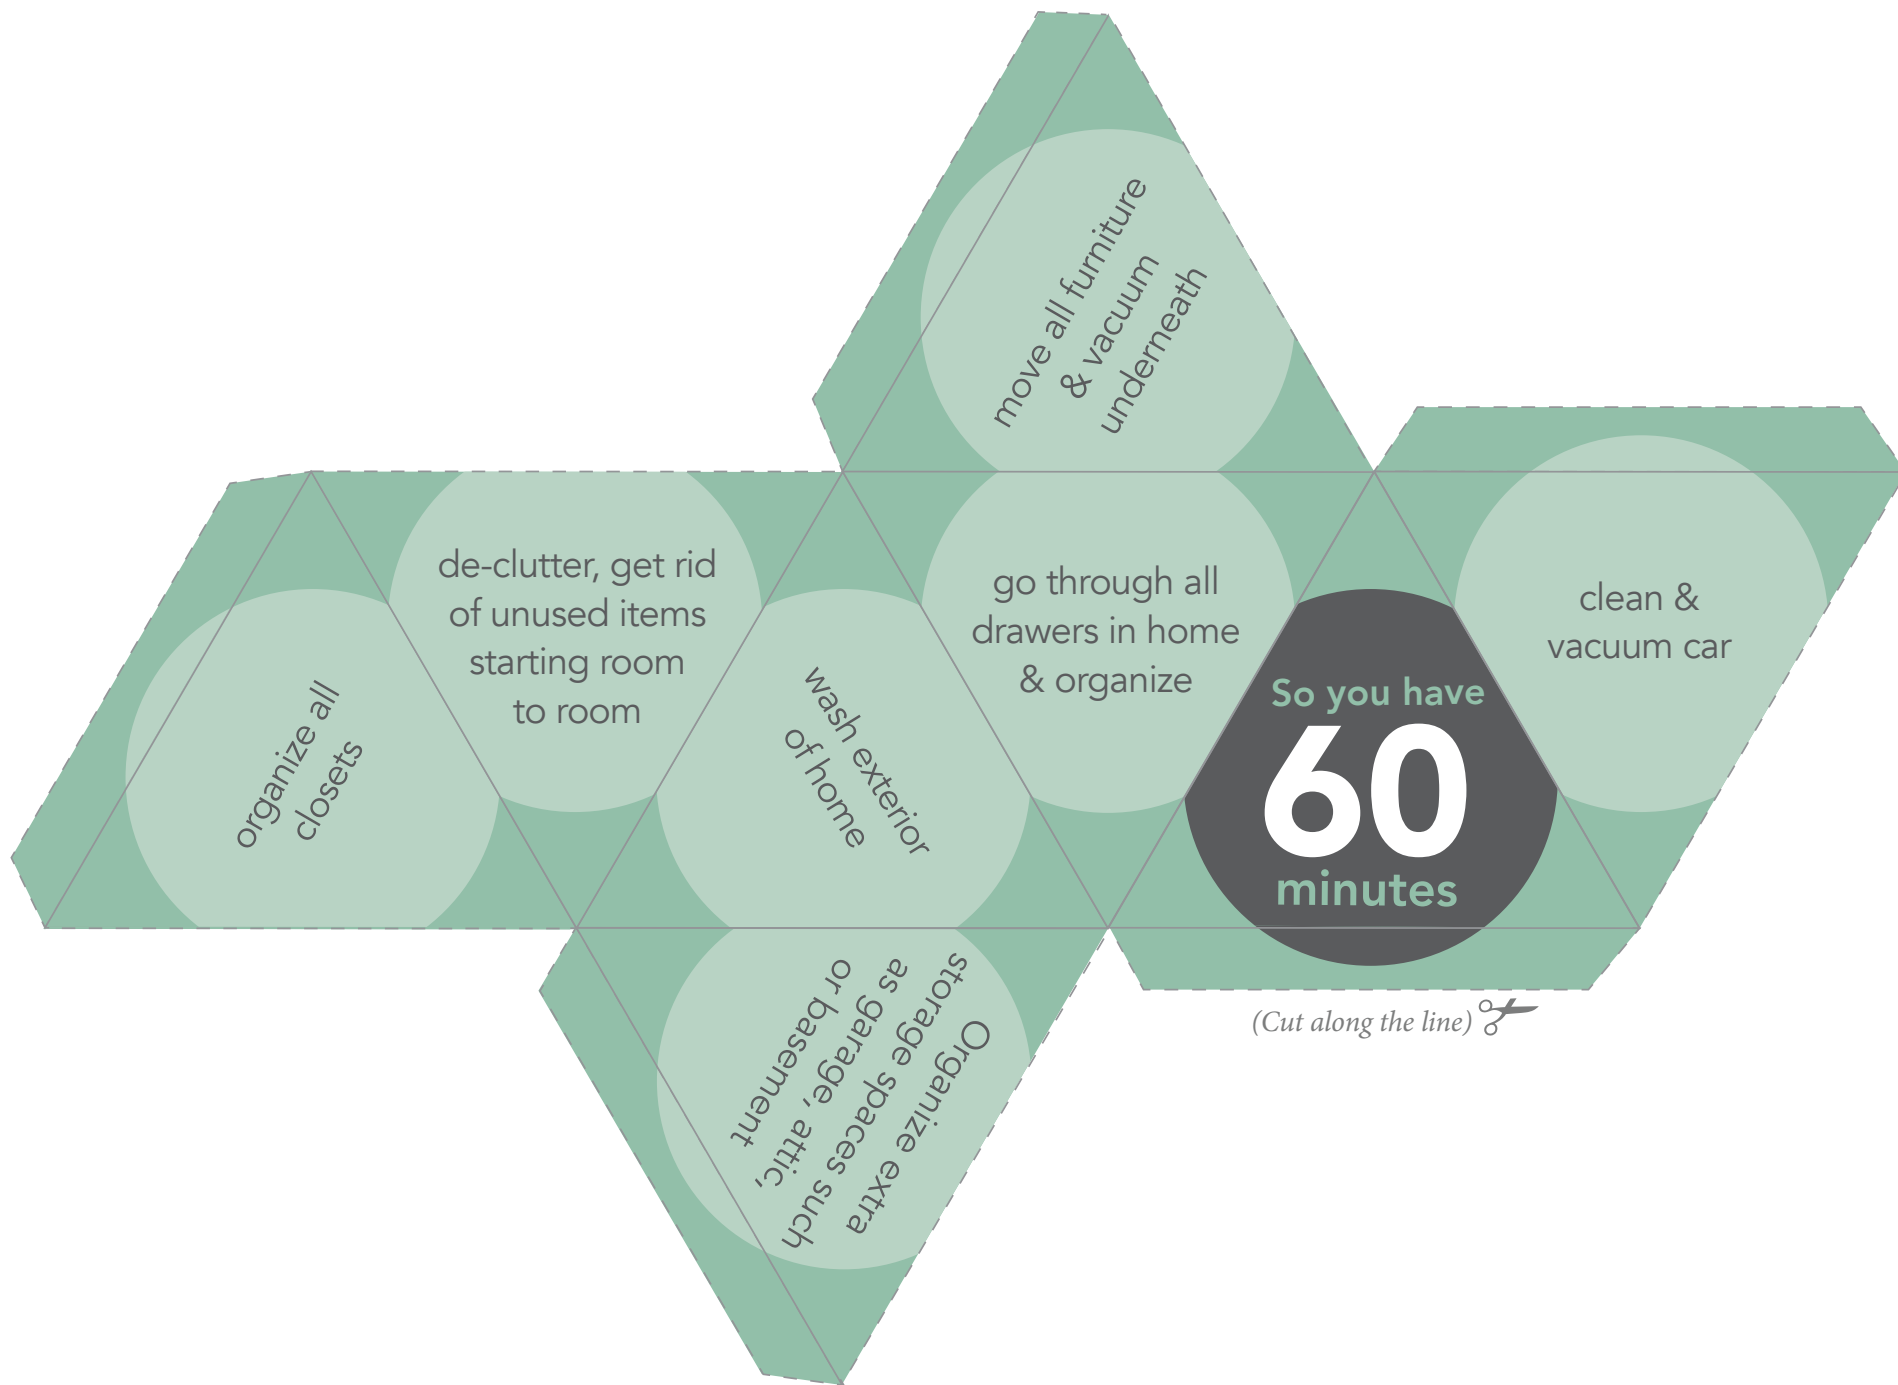 move all furniture
& vacuum
underneath
organize all
closets
de-clutter, get rid
of unused items
starting room
to room
wash exterior
of home
go through all
drawers in home
& organize
So you have
60
minutes
clean &
vacuum car
Organize extra
storage spaces such
as garage, attic,
or basement
(Cut along the line)